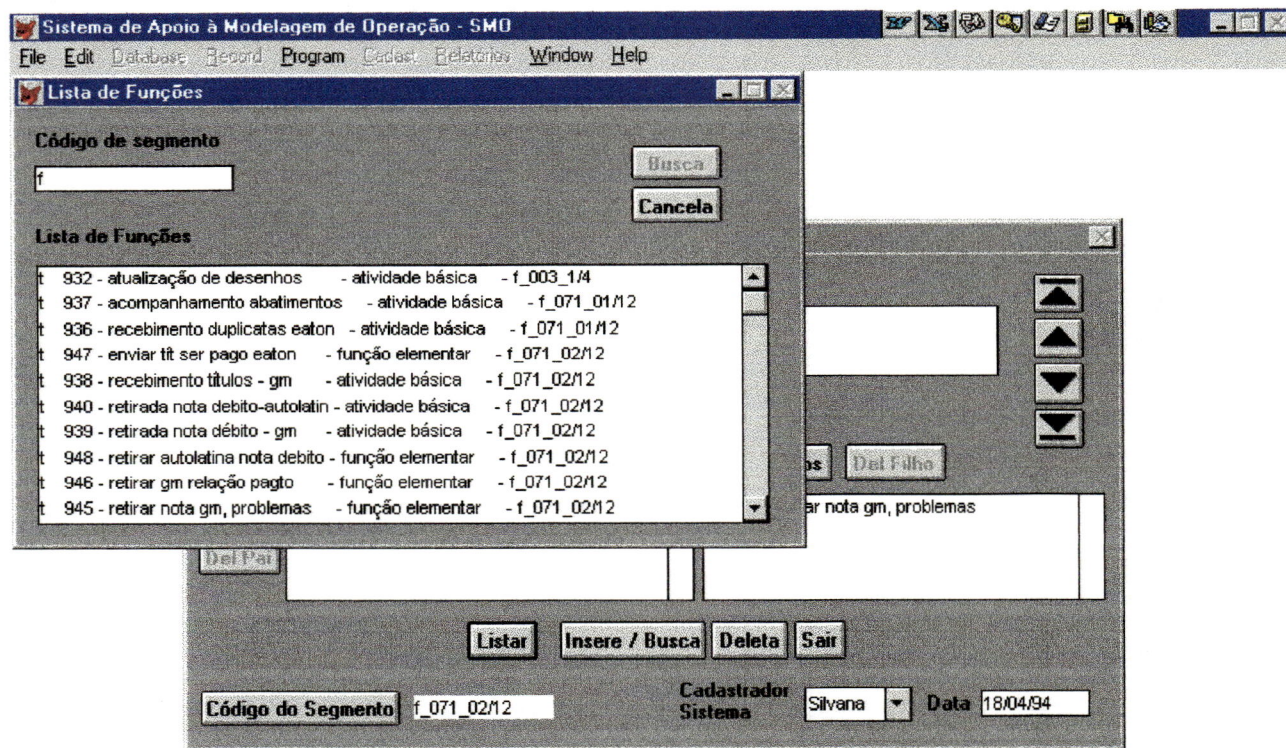 Sistema de Apoio à Modelagem de Operação - SMO
File Edit Database Record Program Cadast Relatórios Window Help
Lista de Funções
Código de segmento
f
Busca
Cancela
Lista de Funções
t 932 - atualização de desenhos - atividade básica - f_003_1/4
t 937 - acompanhamento abatimentos - atividade básica - f_071_01/12
t 936 - recebimento duplicatas eaton - atividade básica - f_071_01/12
t 947 - enviar tít ser pago eaton - função elementar - f_071_02/12
t 938 - recebimento títulos - gm - atividade básica - f_071_02/12
t 940 - retirada nota debito-autolatin - atividade básica - f_071_02/12
t 939 - retirada nota débito - gm - atividade básica - f_071_02/12
t 948 - retirar autolatina nota debito - função elementar - f_071_02/12
t 946 - retirar gm relação pagto - função elementar - f_071_02/12
t 945 - retirar nota gm, problemas - função elementar - f_071_02/12
os Del Filho
ar nota gm, problemas
Del Pai
Listar Insere / Busca Deleta Sair
Código do Segmento f_071_02/12 Cadastrador Sistema Silvana Data 18/04/94